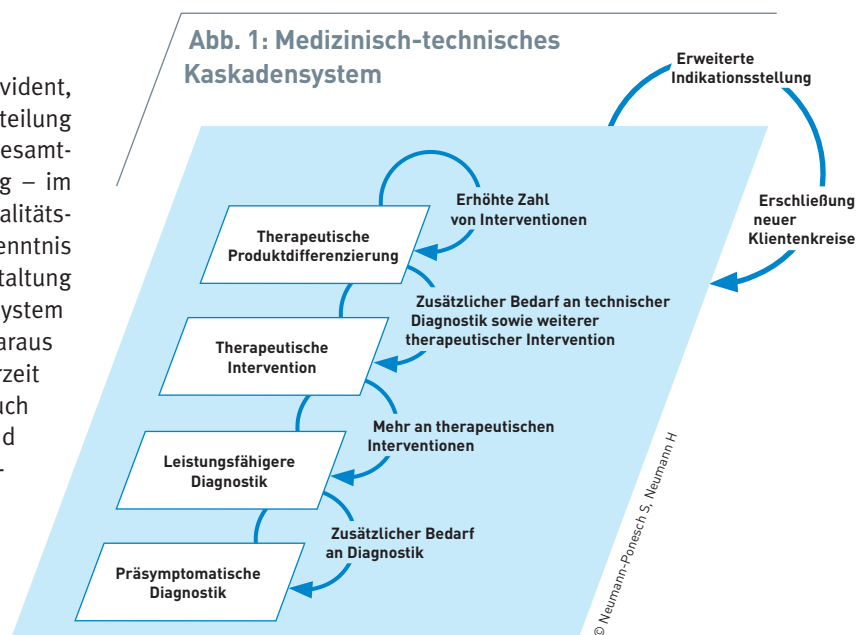 vident,
teilung
esamt-
g – im
alitäts-
enntnis
taltung
ystem
araus
rzeit
uch
d
-
Abb. 1: Medizinisch-technisches
Kaskadensystem
Erweiterte
Indikationsstellung
Erschließung
neuer
Klientenkreise
Erhöhte Zahl
von Interventionen
Therapeutische
Produktdifferenzierung
Zusätzlicher Bedarf an technischer
Diagnostik sowie weiterer
therapeutischer Intervention
Therapeutische
Intervention
Mehr an therapeutischen
Interventionen
Leistungsfähigere
Diagnostik
Zusätzlicher Bedarf
an Diagnostik
Präsymptomatische
Diagnostik
© Neumann-Ponesch S, Neumann H